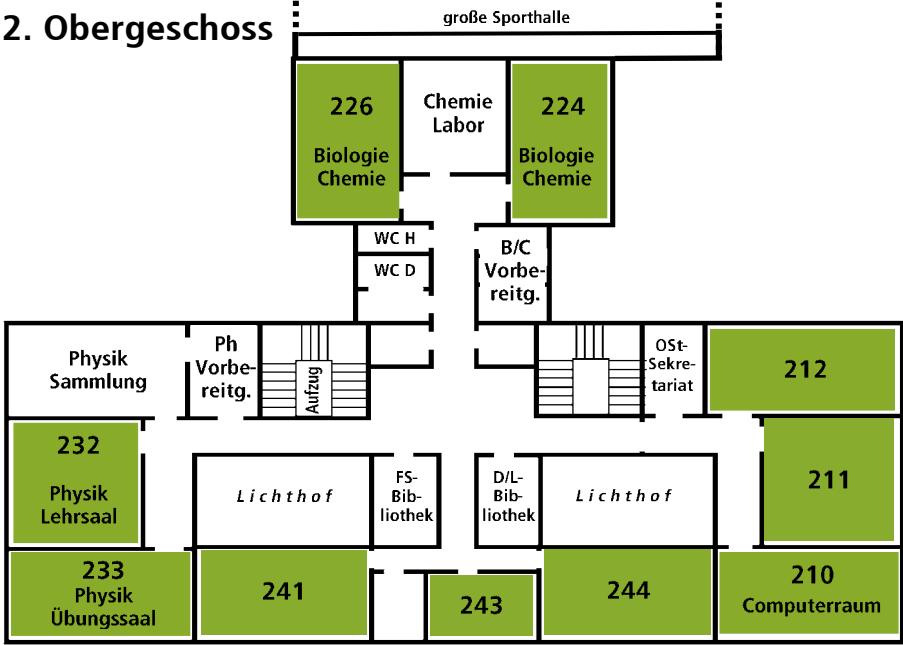 2. Obergeschoss
große Sporthalle
226
Biologie
Chemie
Chemie
Labor
224
Biologie
Chemie
WC H
WC D
B/C
Vorbe-
reitg.
Physik
Sammlung
Ph
Vorbe-
reitg.
Aufzug
OSt-
Sekre-
tariat
212
232
Physik
Lehrsaal
Lichthof
FS-
Bib-
liothek
D/L-
Bib-
liothek
Lichthof
211
233
Physik
Übungssaal
241
243
244
210
Computerraum